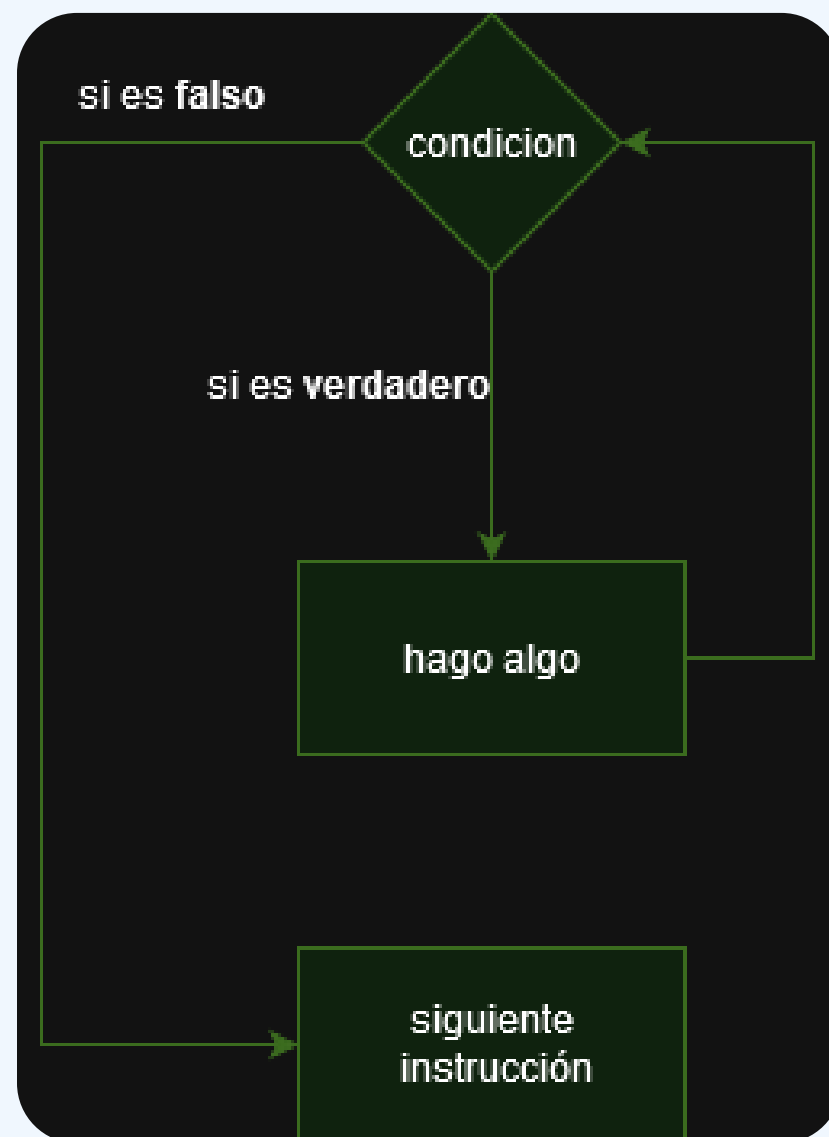 si es falso
condicion
si es verdadero
hago algo
siguiente
instrucción